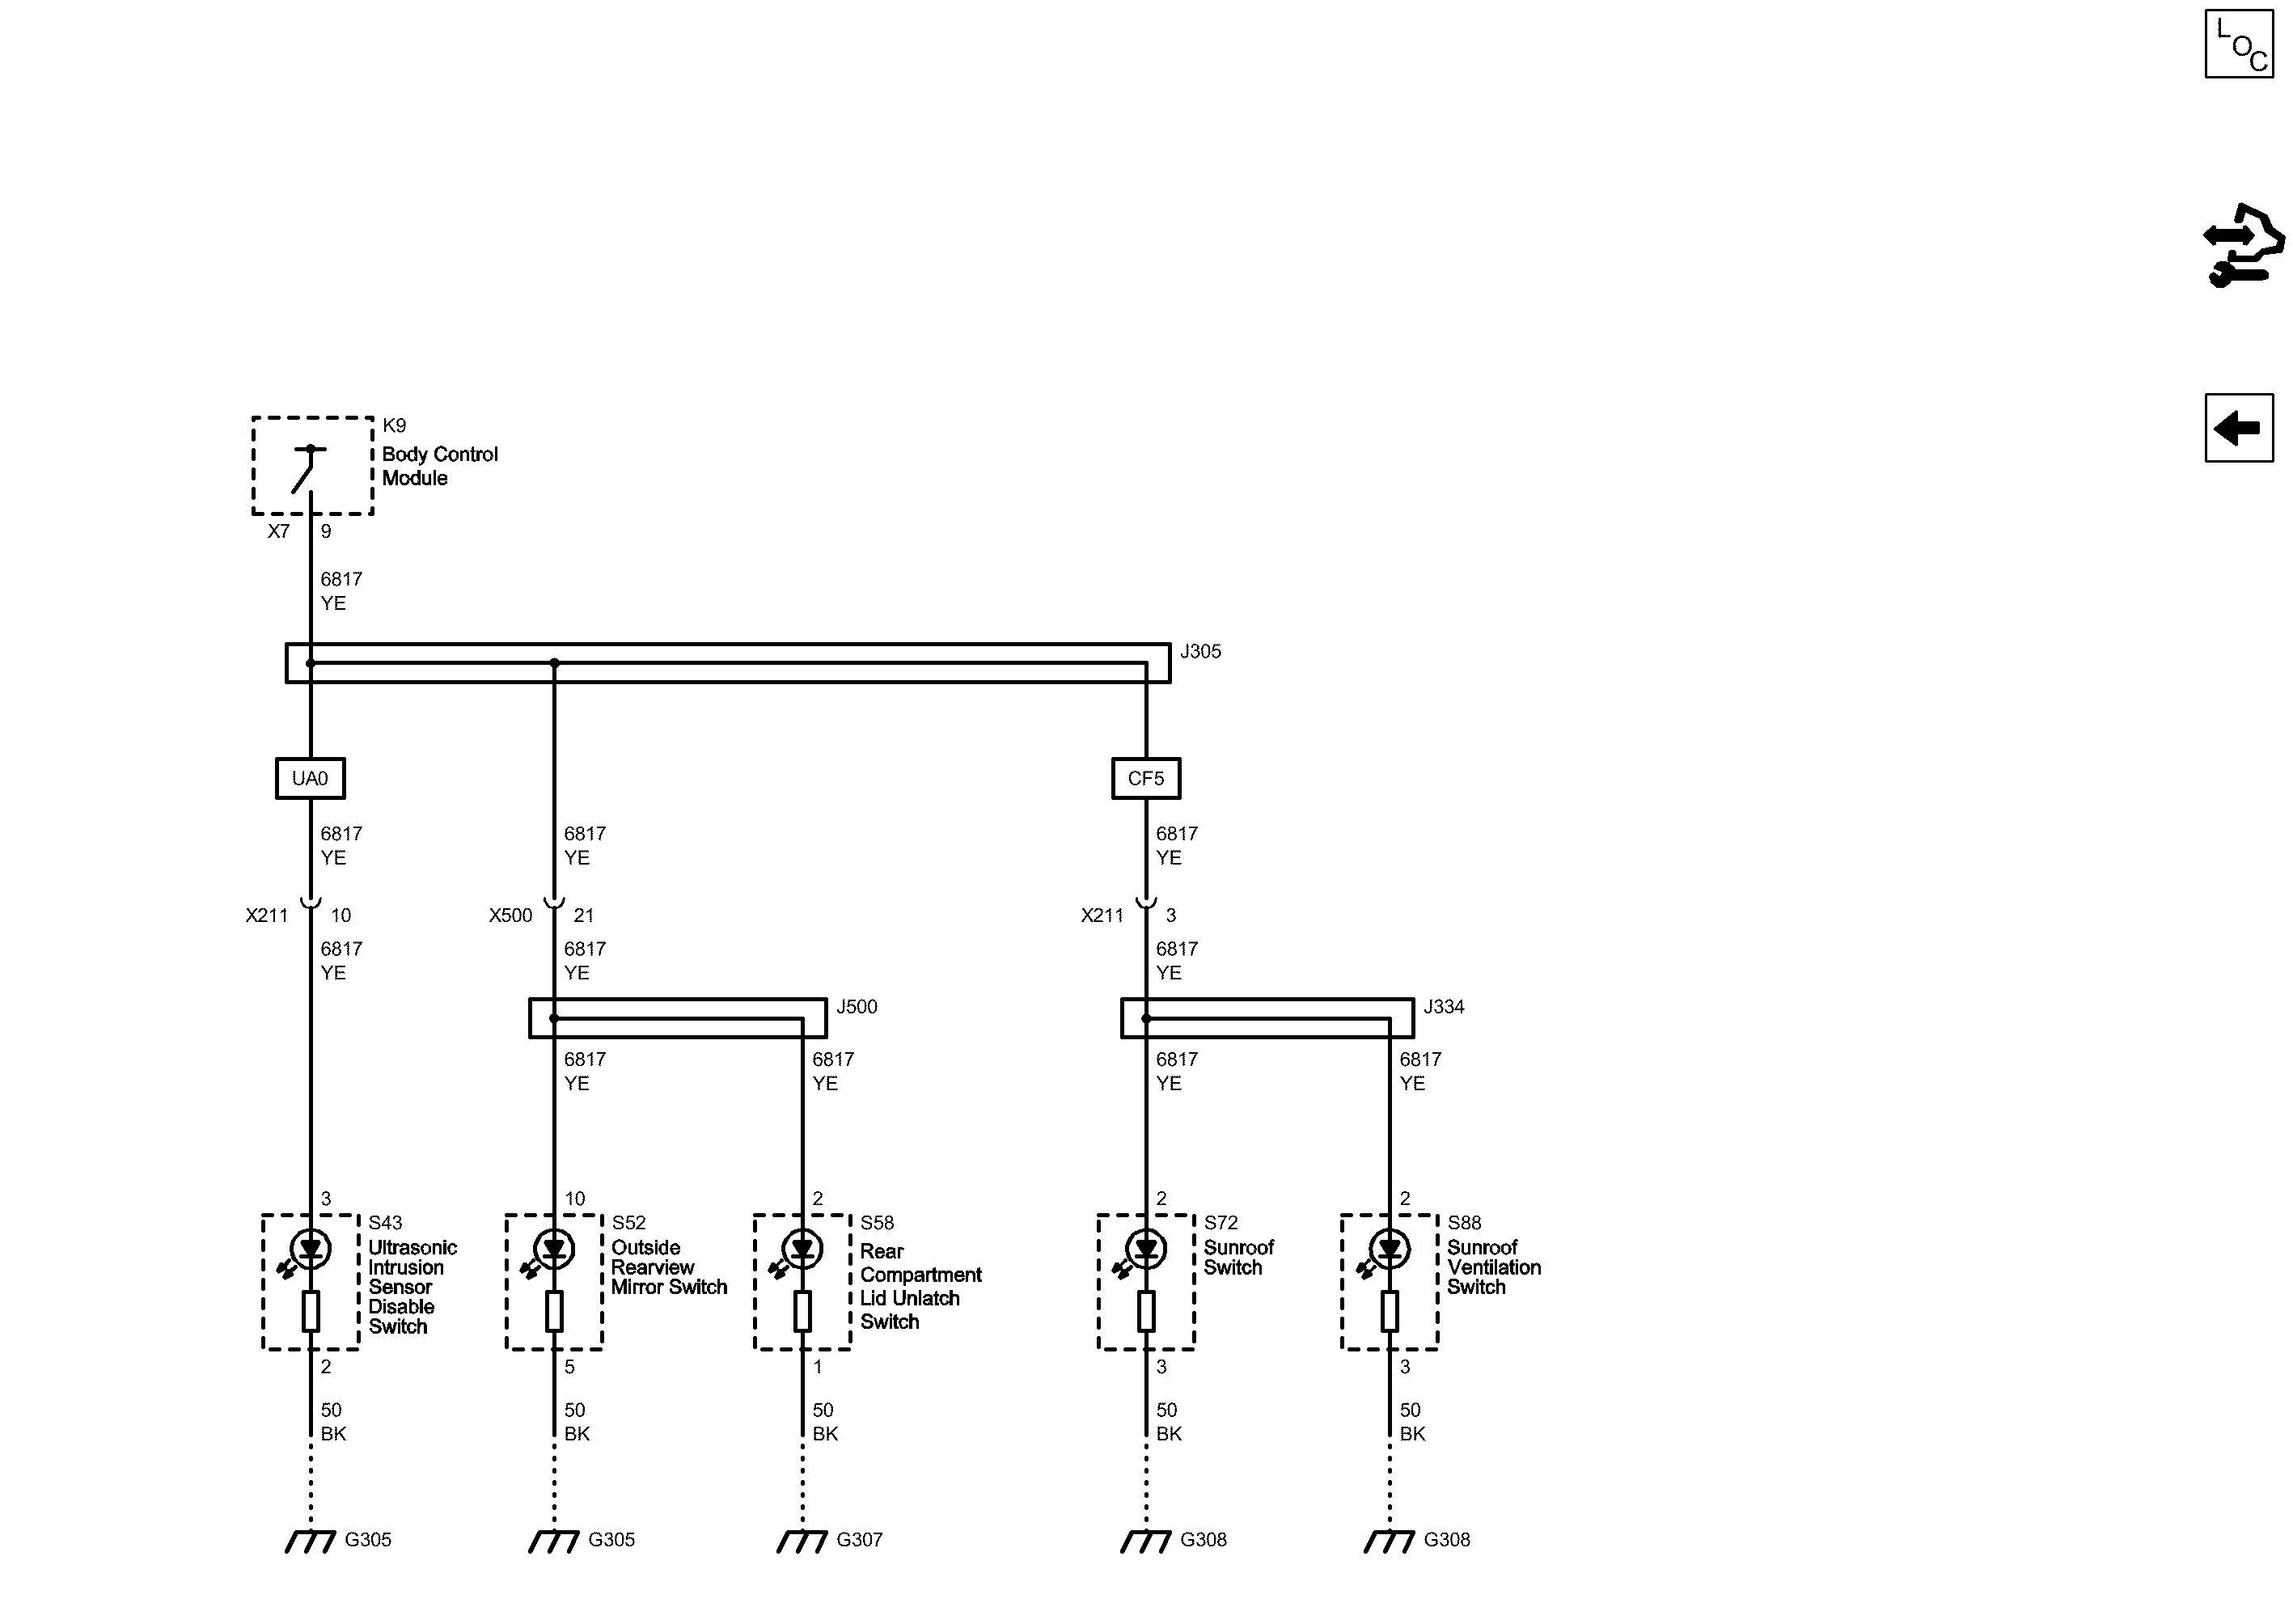 LOC
K9
Body Control
Module
X7 9
6817
YE
J305
UA0 CF5
6817 6817 6817
YE YE YE
X211 10 X500 21 X211 3
6817 6817 6817
YE YE YE
J500 J334
6817 6817 6817 6817
YE YE YE YE
3 10 2 2 2
S43
Ultrasonic
Intrusion
Sensor
Disable
Switch
S52
Outside
Rearview
Mirror Switch
S58
Rear
Compartment
Lid Unlatch
Switch
S72
Sunroof
Switch
S88
Sunroof
Ventilation
Switch
2 5 1 3 3
50 50 50 50 50
BK BK BK BK BK
G305 G305 G307 G308 G308